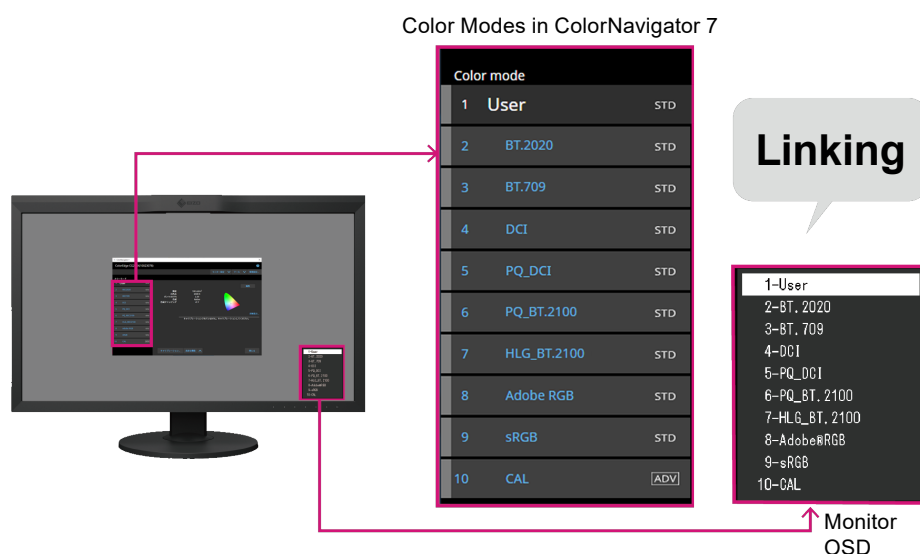 Color Modes in ColorNavigator 7
Color mode
1 User STD
2 BT.2020 STD
3 BT.709 STD
4 DCI STD
5 PQ_DCI STD
6 PQ_BT.2100 STD
7 HLG_BT.2100 STD
8 Adobe RGB STD
9 sRGB STD
10 CAL ADV
Linking
1-User
2-BT.2020
3-BT.709
4-DCI
5-PQ_DCI
6-PQ_BT.2100
7-HLG_BT.2100
8-Adobe®RGB
9-sRGB
10-CAL
Monitor
OSD